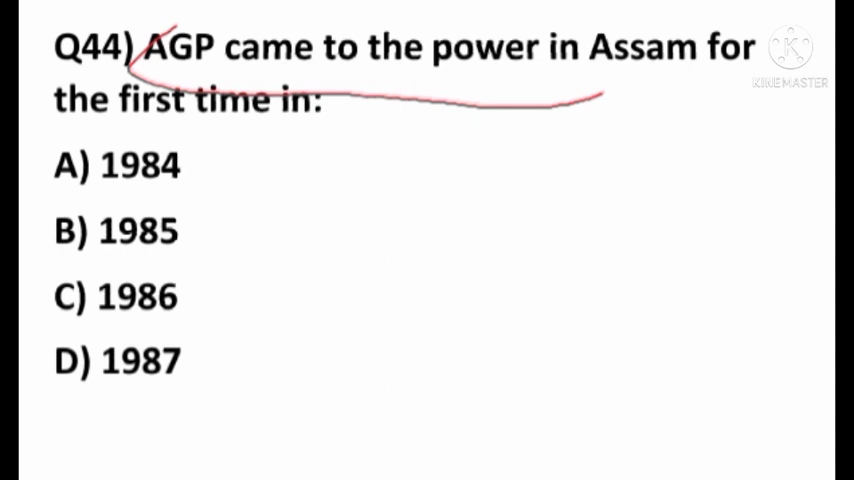 Q44) AGP came to the power in Assam for
the first time in:
A) 1984
B) 1985
C) 1986
D) 1987
KINEMASTER